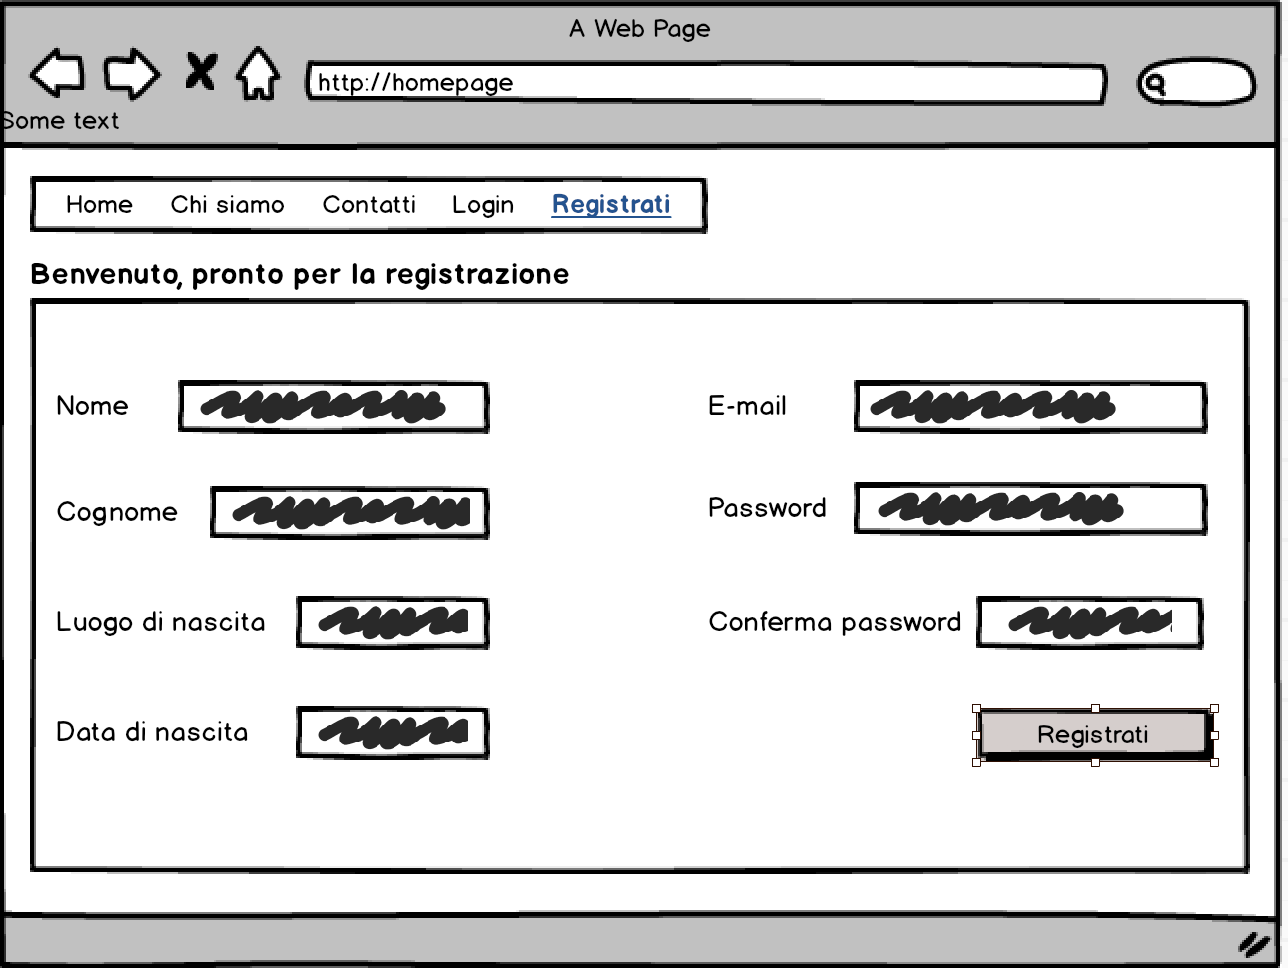 A Web Page
http://homepage
Some text
Home Chi siamo Contatti Login Registrati
Benvenuto, pronto per la registrazione
Nome
E-mail
Cognome
Password
Luogo di nascita
Conferma password
Data di nascita
Registrati